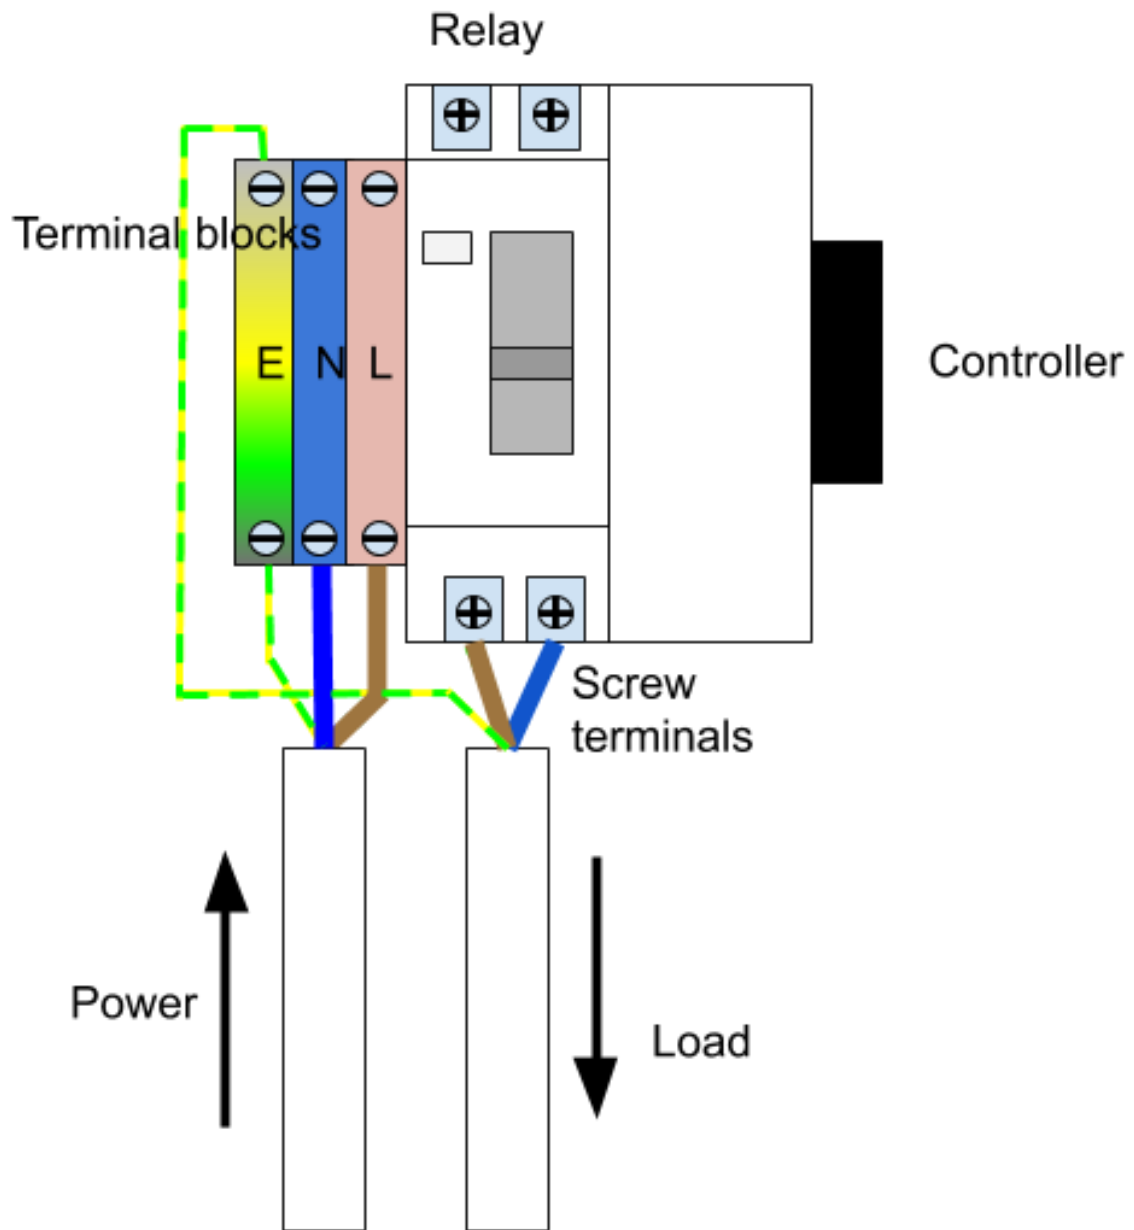 Relay
Terminal blocks
E N L
Controller
Screw
terminals
Power
Load